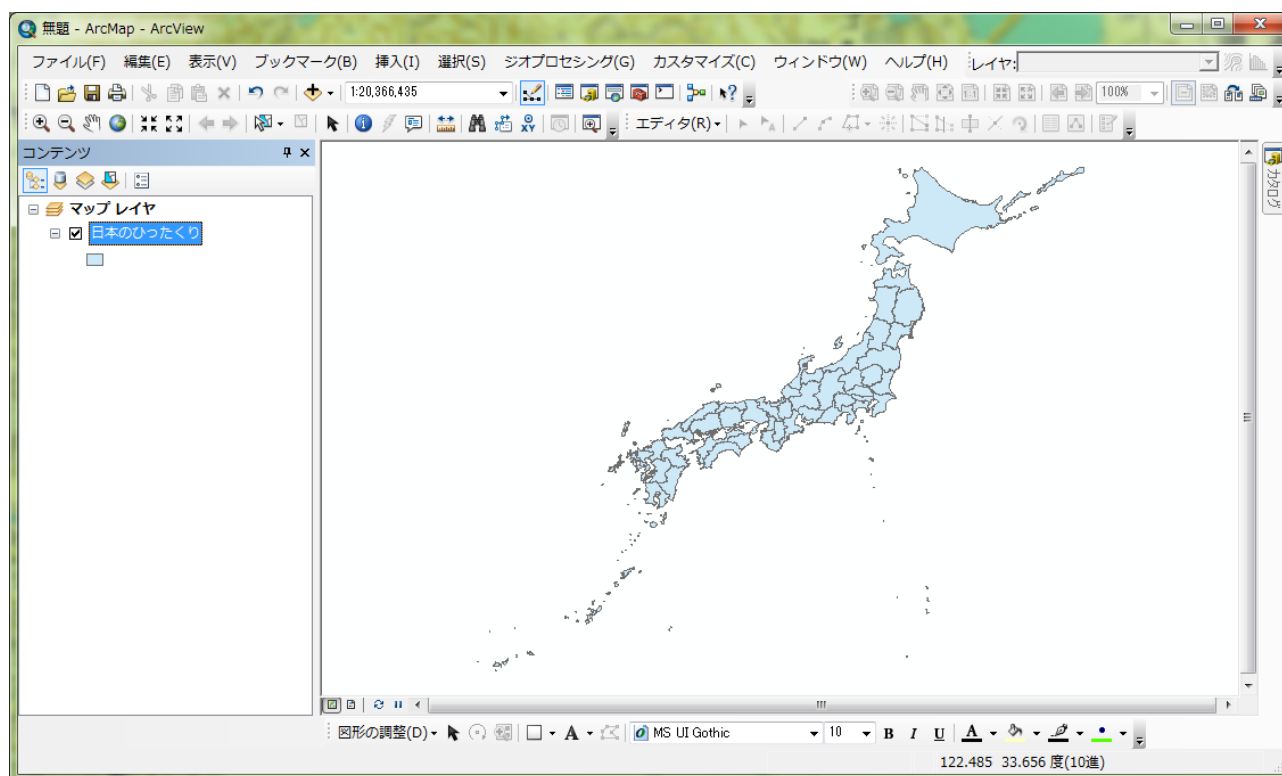 無題 - ArcMap - ArcView
ファイル(F) 編集(E) 表示(V) ブックマーク(B) 挿入(I) 選択(S) ジオプロセシング(G) カスタマイズ(C) ウィンドウ(W) ヘルプ(H) レイヤ:
1:20,366,435 100%
エディタ(R)
コンテンツ
マップ レイヤ
日本のひったくり
カタログ
図形の調整(D) A MS UI Gothic 10 B I U A
122.485 33.656 度(10進)